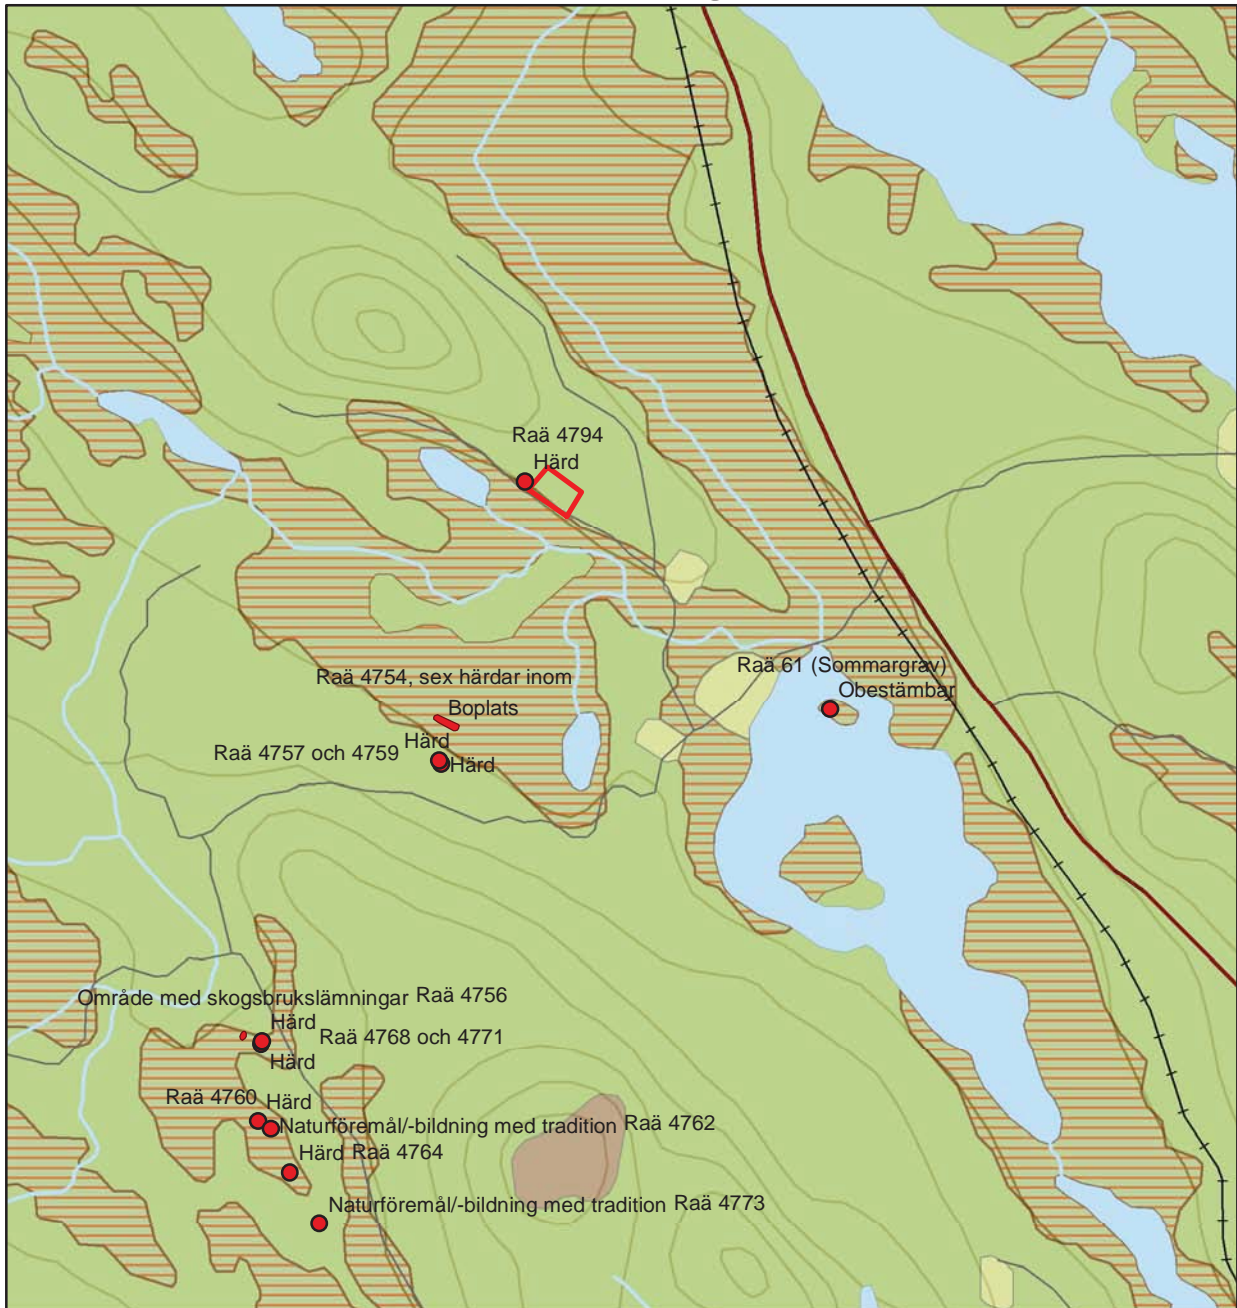 Raä 4794
Härd
Raä 61 (Sommargrav)
Obestämbar
Raä 4754, sex härdar inom
Boplats
Härd
Raä 4757 och 4759
Härd
Område med skogsbrukslämningar Raä 4756
Härd
Raä 4768 och 4771
Härd
Raä 4760 Härd
Naturföremål/-bildning med tradition Raä 4762
Härd Raä 4764
Naturföremål/-bildning med tradition Raä 4773